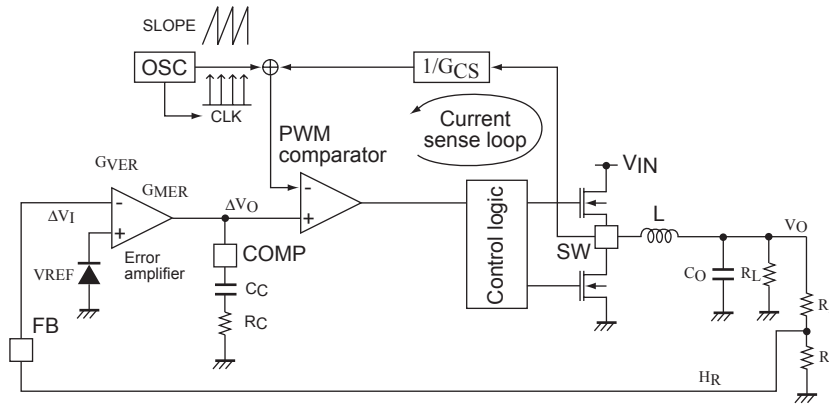 SLOPE
OSC
CLK
1/GCS
Current
sense loop
PWM
comparator
GVER
GMER
ΔVI
-
+
ΔVO
-
+
VREF
Error
amplifier
COMP
CC
RC
FB
Control logic
VIN
SW
L
VO
CO
RL
R
R
HR